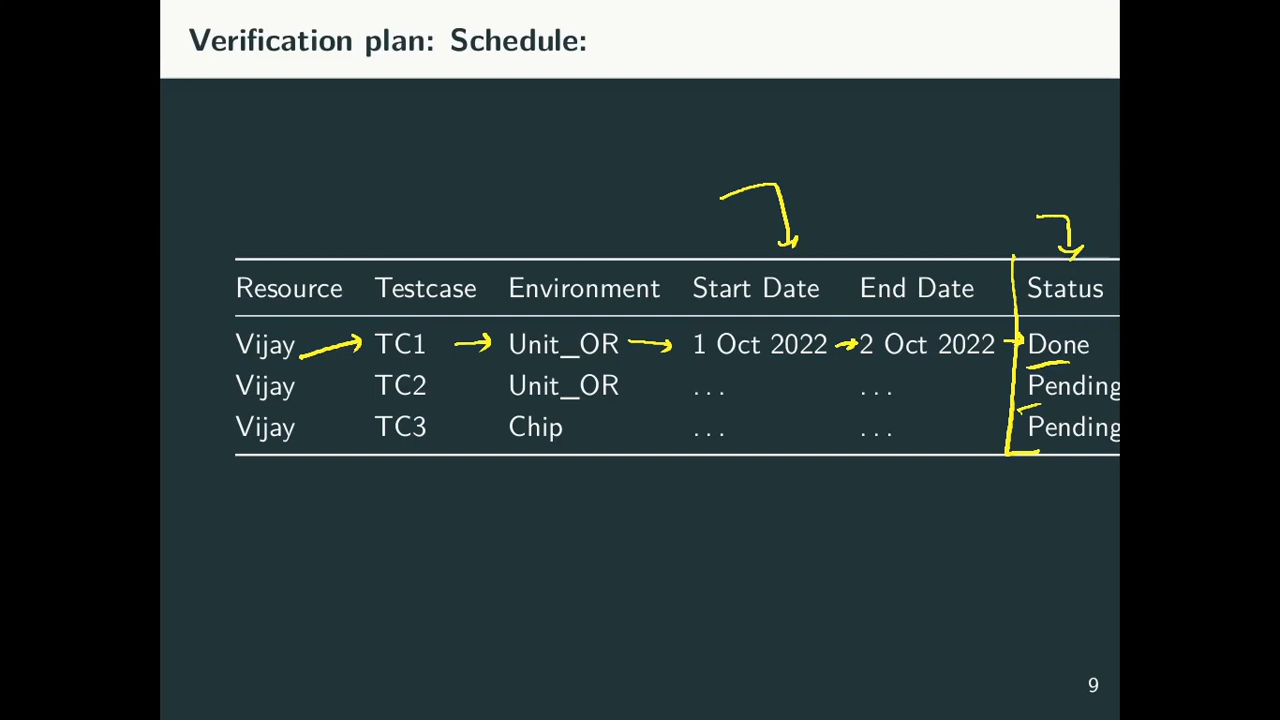 Verification plan: Schedule:
Resource Testcase Environment Start Date End Date Status
Vijay TC1 Unit_OR 1 Oct 2022 2 Oct 2022 Done
Vijay TC2 Unit_OR ... ... Pending
Vijay TC3 Chip ... ... Pending
9